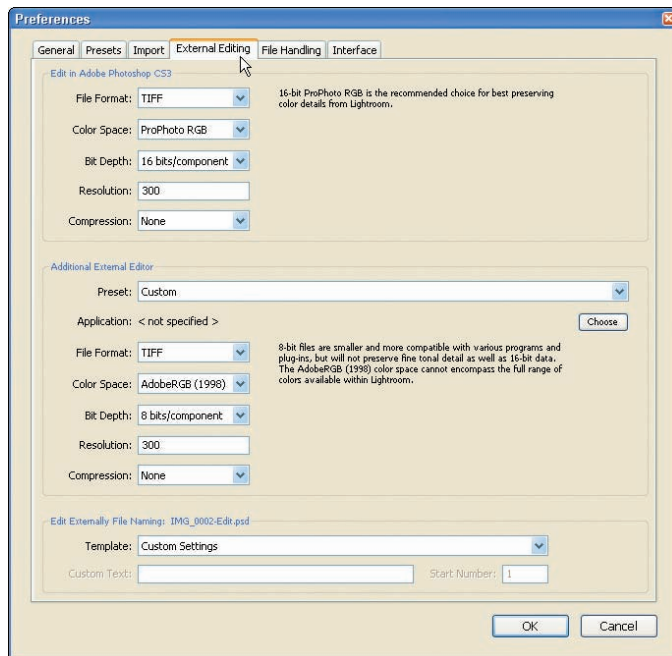 Preferences
General Presets Import External Editing File Handling Interface
Edit in Adobe Photoshop CS3
File Format: TIFF
16-bit ProPhoto RGB is the recommended choice for best preserving
color details from Lightroom.
Color Space: ProPhoto RGB
Bit Depth: 16 bits/component
Resolution: 300
Compression: None
Additional External Editor
Preset: Custom
Application: < not specified > Choose
File Format: TIFF
8-bit files are smaller and more compatible with various programs and
plug-ins, but will not preserve fine tonal detail as well as 16-bit data.
The AdobeRGB (1998) color space cannot encompass the full range of
colors available within Lightroom.
Color Space: AdobeRGB (1998)
Bit Depth: 8 bits/component
Resolution: 300
Compression: None
Edit Externally File Naming: IMG_0002-Edit.psd
Template: Custom Settings
Custom Text: Start Number: 1
OK Cancel